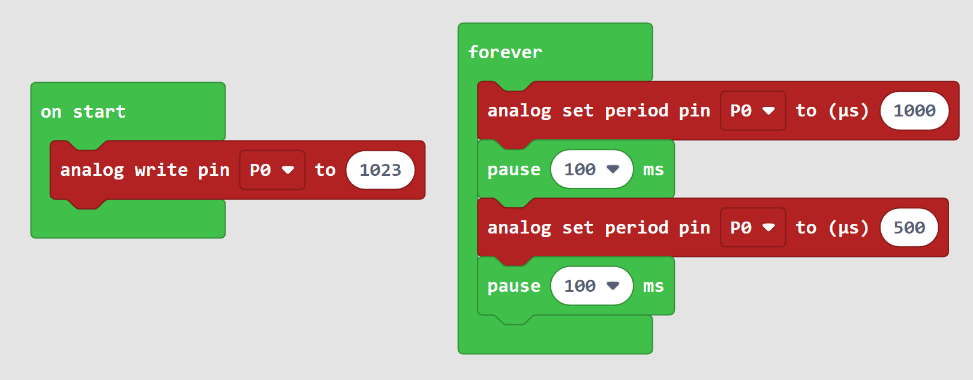 on start
analog write pin P0 to 1023
forever
analog set period pin P0 to (µs) 1000
pause 100 ms
analog set period pin P0 to (µs) 500
pause 100 ms